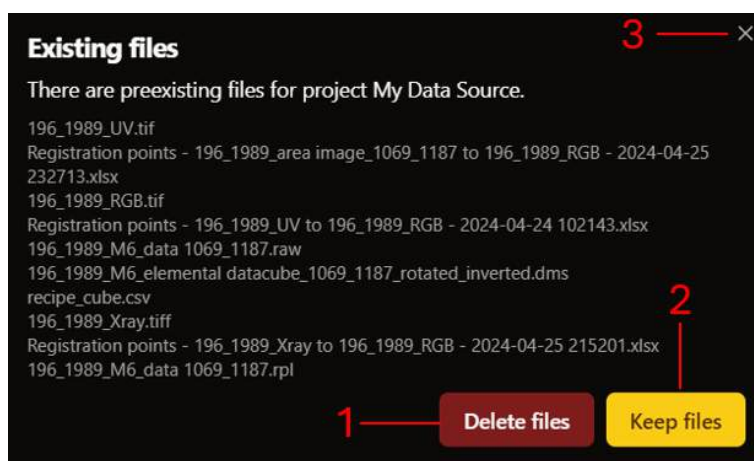 3
Existing files
There are preexisting files for project My Data Source.
196_1989_UV.tif
Registration points - 196_1989_area image_1069_1187 to 196_1989_RGB - 2024-04-25
232713.xlsx
196_1989_RGB.tif
Registration points - 196_1989_UV to 196_1989_RGB - 2024-04-24 102143.xlsx
196_1989_M6_data 1069_1187.raw
196_1989_M6_elemental datacube_1069_1187_rotated_inverted.dms
recipe_cube.csv
196_1989_Xray.tiff
Registration points - 196_1989_Xray to 196_1989_RGB - 2024-04-25 215201.xlsx
196_1989_M6_data 1069_1187.rpl
2
1
Delete files
Keep files